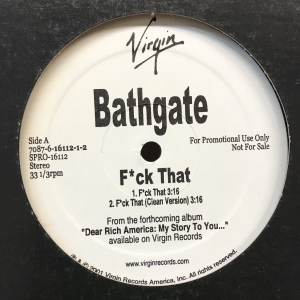 Virgin
Bathgate
Side A
7087-6-16112-1-2
SPRO-16112
Stereo
33 1/3rpm
For Promotional Use Only
Not For Sale
F*ck That
1. F*ck That 3:16
2. F*ck That (Clean Version) 3:16
From the forthcoming album
"Dear Rich America: My Story To You..."
available on Virgin Records
www.virginrecords.com
℗ & © 2001 Virgin Records America, Inc. All rights reserved.